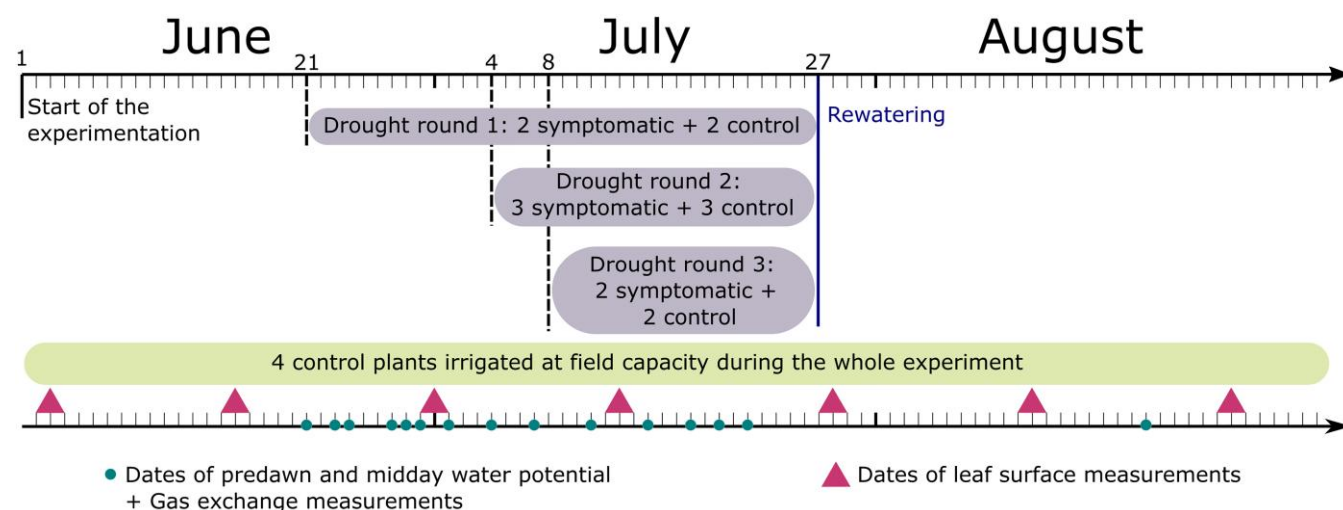 June July August
1 21 4 8 27
Start of the
experimentation
Drought round 1: 2 symptomatic + 2 control
Rewatering
Drought round 2:
3 symptomatic + 3 control
Drought round 3:
2 symptomatic +
2 control
4 control plants irrigated at field capacity during the whole experiment
Dates of predawn and midday water potential
+ Gas exchange measurements
Dates of leaf surface measurements